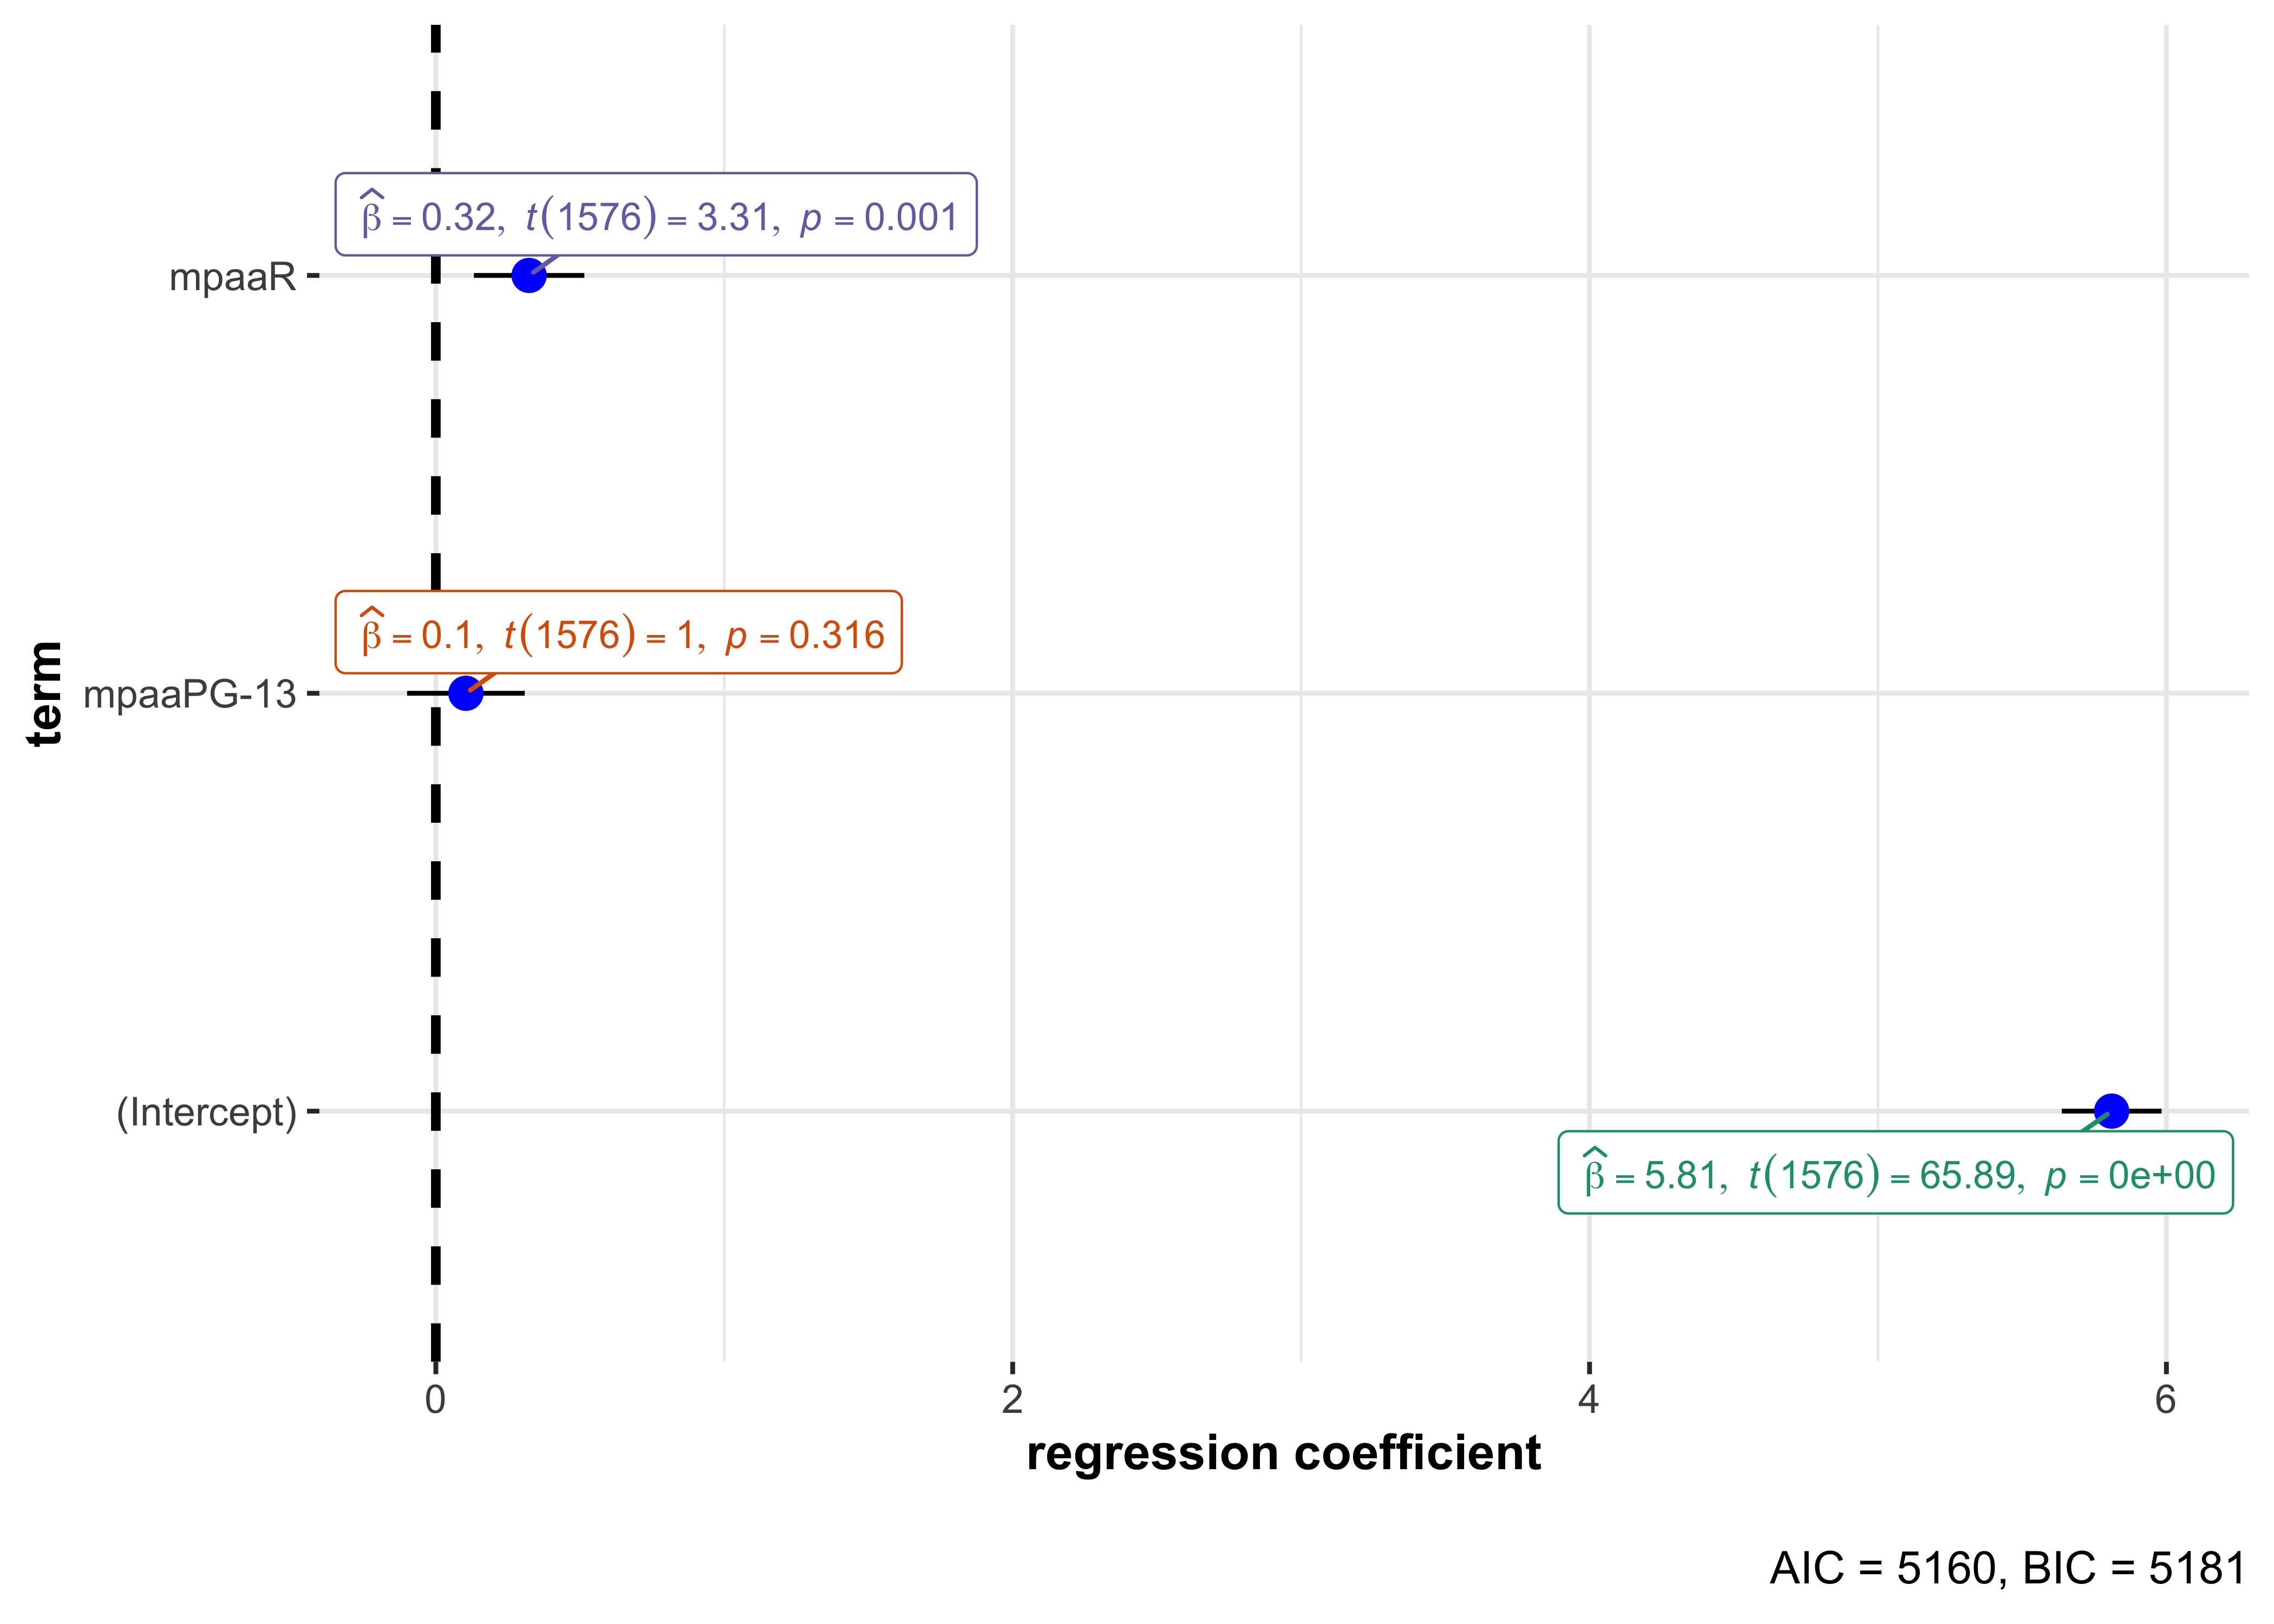 mpaaR
β̂ = 0.32, t(1576) = 3.31, p = 0.001
mpaaPG-13
β̂ = 0.1, t(1576) = 1, p = 0.316
(Intercept)
β̂ = 5.81, t(1576) = 65.89, p = 0e+00
term
0 2 4 6
regression coefficient
AIC = 5160, BIC = 5181